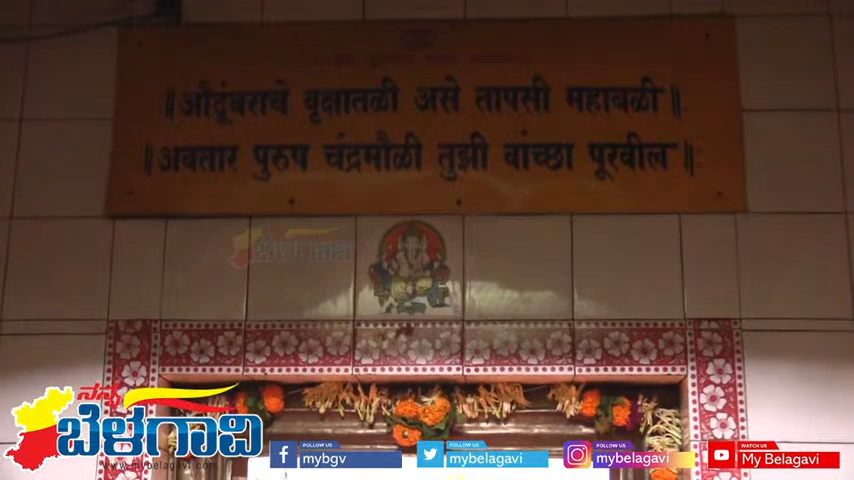 ॥ औदूंबराचे वृक्षातळी असे तापसी महाबळी ॥
॥ अवतार पुरुष चंद्रमौळी तुझी वांच्छा पूरवील ॥
ನನ್ನ
ಬೆಳಗಾವಿ
www.mybelagavi.com
FOLLOW US
mybgv
FOLLOW US
mybelagavi
FOLLOW US
mybelagavi
WATCH US
My Belagavi